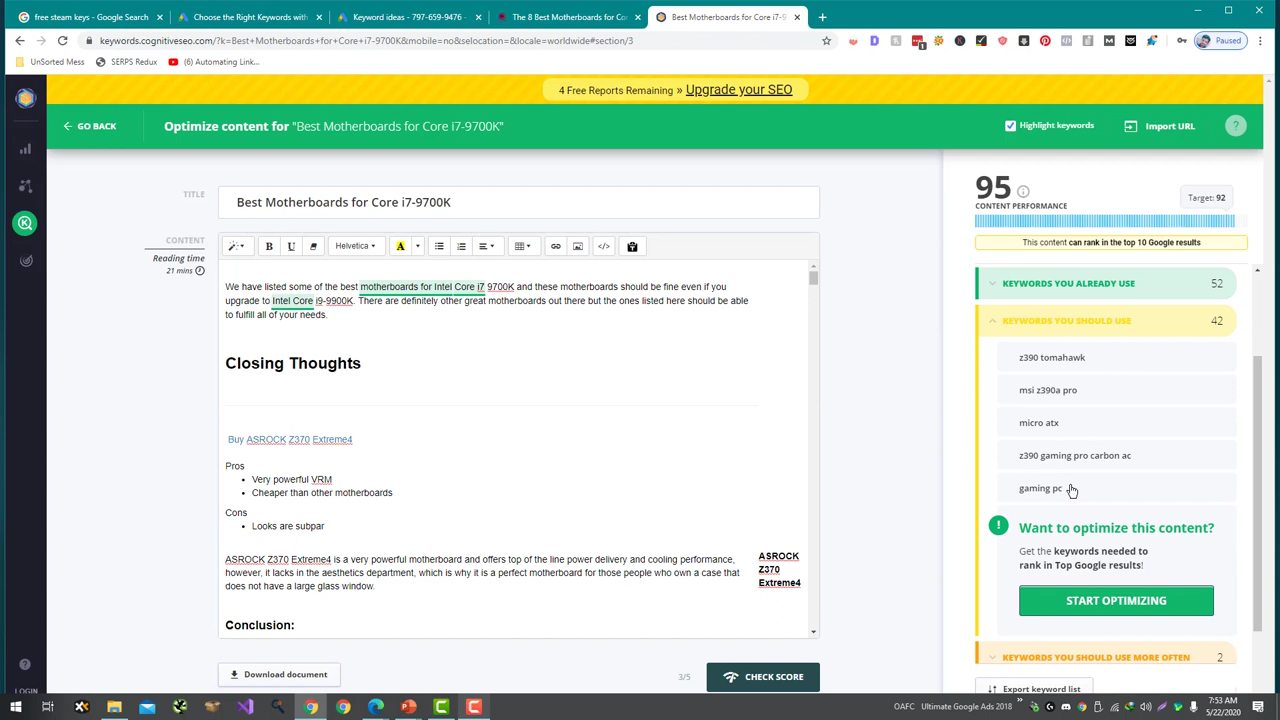 free steam keys - Google Search
Choose the Right Keywords with
Keyword ideas - 797-659-9476 -
The 8 Best Motherboards for Cor
Best Motherboards for Core i7-9
keywords.cognitiveseo.com/?k=Best+Motherboards+for+Core+i7-9700K&mobile=no&selocation=&locale=worldwide#section/3
Paused
UnSorted Mess
SERPS Redux
(6) Automating Link...
4 Free Reports Remaining » Upgrade your SEO
GO BACK
Optimize content for "Best Motherboards for Core i7-9700K"
Highlight keywords
Import URL
?
TITLE
Best Motherboards for Core i7-9700K
95
CONTENT PERFORMANCE
Target: 92
This content can rank in the top 10 Google results
CONTENT
Reading time
21 mins
B U Helvetica A
We have listed some of the best motherboards for Intel Core i7 9700K and these motherboards should be fine even if you
upgrade to Intel Core i9-9900K. There are definitely other great motherboards out there but the ones listed here should be able
to fulfill all of your needs.
Closing Thoughts
Buy ASROCK Z370 Extreme4
Pros
Very powerful VRM
Cheaper than other motherboards
Cons
Looks are subpar
ASROCK Z370 Extreme4 is a very powerful motherboard and offers top of the line power delivery and cooling performance,
however, it lacks in the aesthetics department, which is why it is a perfect motherboard for those people who own a case that
does not have a large glass window.
ASROCK
Z370
Extreme4
Conclusion:
Download document
3/5
CHECK SCORE
KEYWORDS YOU ALREADY USE 52
KEYWORDS YOU SHOULD USE 42
z390 tomahawk
msi z390a pro
micro atx
z390 gaming pro carbon ac
gaming pc
Want to optimize this content?
Get the keywords needed to
rank in Top Google results!
START OPTIMIZING
KEYWORDS YOU SHOULD USE MORE OFTEN 2
Export keyword list
LOGIN
OAFC Ultimate Google Ads 2018
7:53 AM
5/22/2020